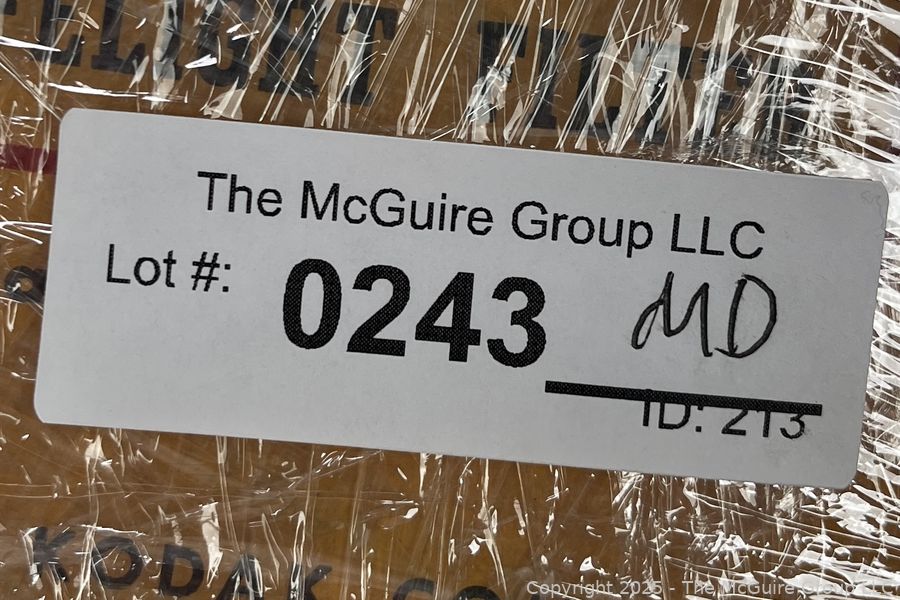 The McGuire Group LLC
Lot #: 0243 MD
ID: 213
KODAK
Copyright 2025 - The McGuire Group LLC